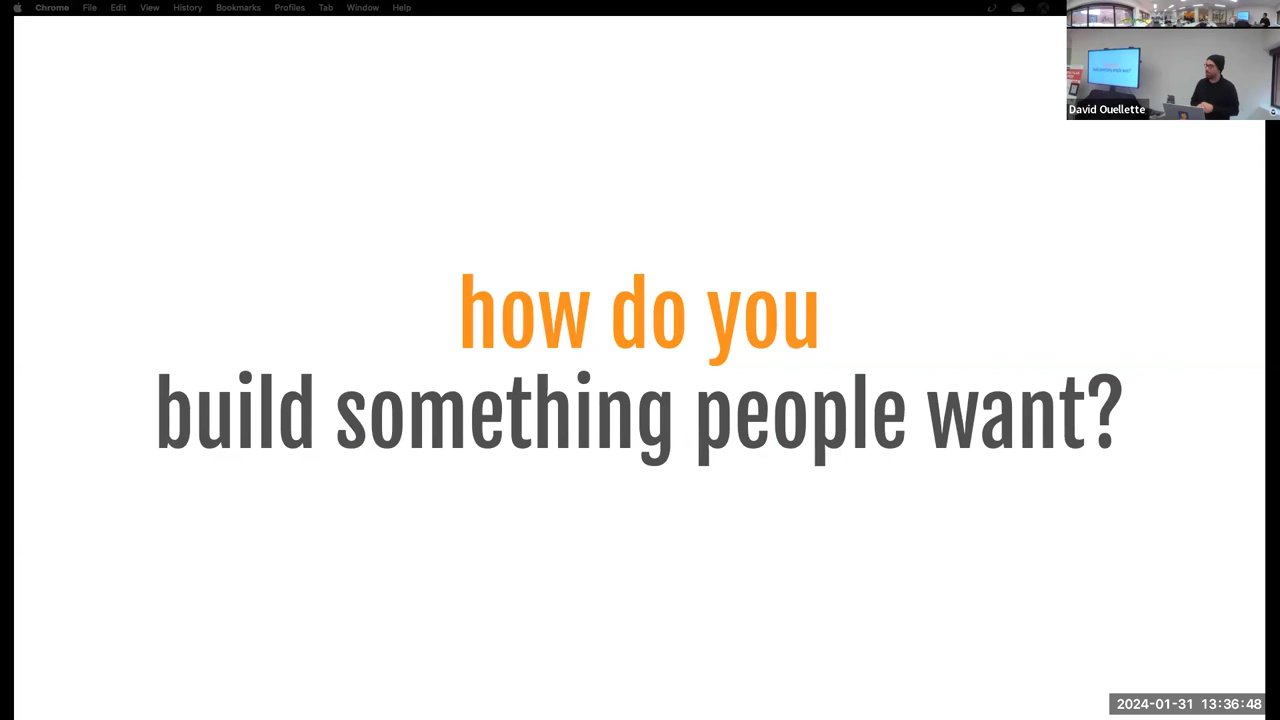 Chrome File Edit View History Bookmarks Profiles Tab Window Help
David Ouellette
how do you
build something people want?
2024-01-31 13:36:48